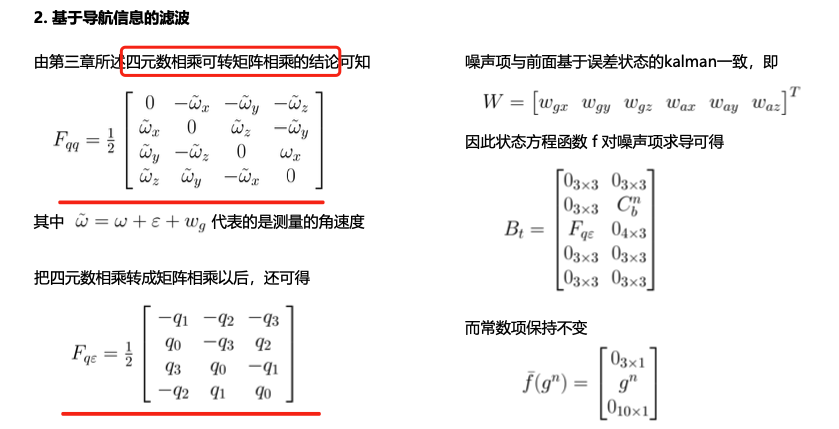 2. 基于导航信息的滤波
由第三章所述四元数相乘可转矩阵相乘的结论可知
F_{qq} = \frac{1}{2} \begin{bmatrix} 0 & -\tilde{\omega}_x & -\tilde{\omega}_y & -\tilde{\omega}_z \\ \tilde{\omega}_x & 0 & \tilde{\omega}_z & -\tilde{\omega}_y \\ \tilde{\omega}_y & -\tilde{\omega}_z & 0 & \omega_x \\ \tilde{\omega}_z & \tilde{\omega}_y & -\tilde{\omega}_x & 0 \end{bmatrix}
其中 \tilde{\omega} = \omega + \varepsilon + w_g 代表的是测量的角速度
把四元数相乘转成矩阵相乘以后，还可得
F_{q\varepsilon} = \frac{1}{2} \begin{bmatrix} -q_1 & -q_2 & -q_3 \\ q_0 & -q_3 & q_2 \\ q_3 & q_0 & -q_1 \\ -q_2 & q_1 & q_0 \end{bmatrix}
噪声项与前面基于误差状态的kalman一致，即
W = \begin{bmatrix} w_{gx} & w_{gy} & w_{gz} & w_{ax} & w_{ay} & w_{az} \end{bmatrix}^T
因此状态方程函数 f 对噪声项求导可得
B_t = \begin{bmatrix} 0_{3\times3} & 0_{3\times3} \\ 0_{3\times3} & C_b^n \\ F_{q\varepsilon} & 0_{4\times3} \\ 0_{3\times3} & 0_{3\times3} \\ 0_{3\times3} & 0_{3\times3} \end{bmatrix}
而常数项保持不变
\bar{f}(g^n) = \begin{bmatrix} 0_{3\times1} \\ g^n \\ 0_{10\times1} \end{bmatrix}